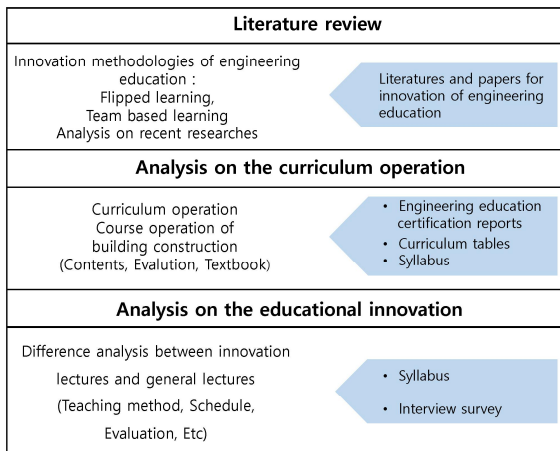 Literature review
Innovation methodologies of engineering
education :
Flipped learning,
Team based learning
Analysis on recent researches
Literatures and papers for
innovation of engineering
education
Analysis on the curriculum operation
Curriculum operation
Course operation of
building construction
(Contents, Evalution, Textbook)
• Engineering education
certification reports
• Curriculum tables
• Syllabus
Analysis on the educational innovation
Difference analysis between innovation
lectures and general lectures
(Teaching method, Schedule,
Evaluation, Etc)
• Syllabus
• Interview survey